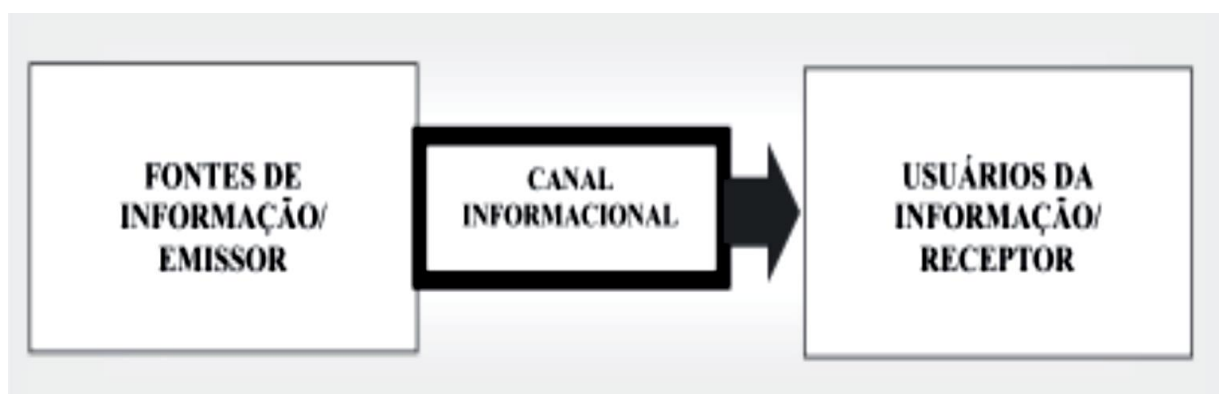 FONTES DE
INFORMAÇÃO/
EMISSOR
CANAL
INFORMACIONAL
USUÁRIOS DA
INFORMAÇÃO/
RECEPTOR